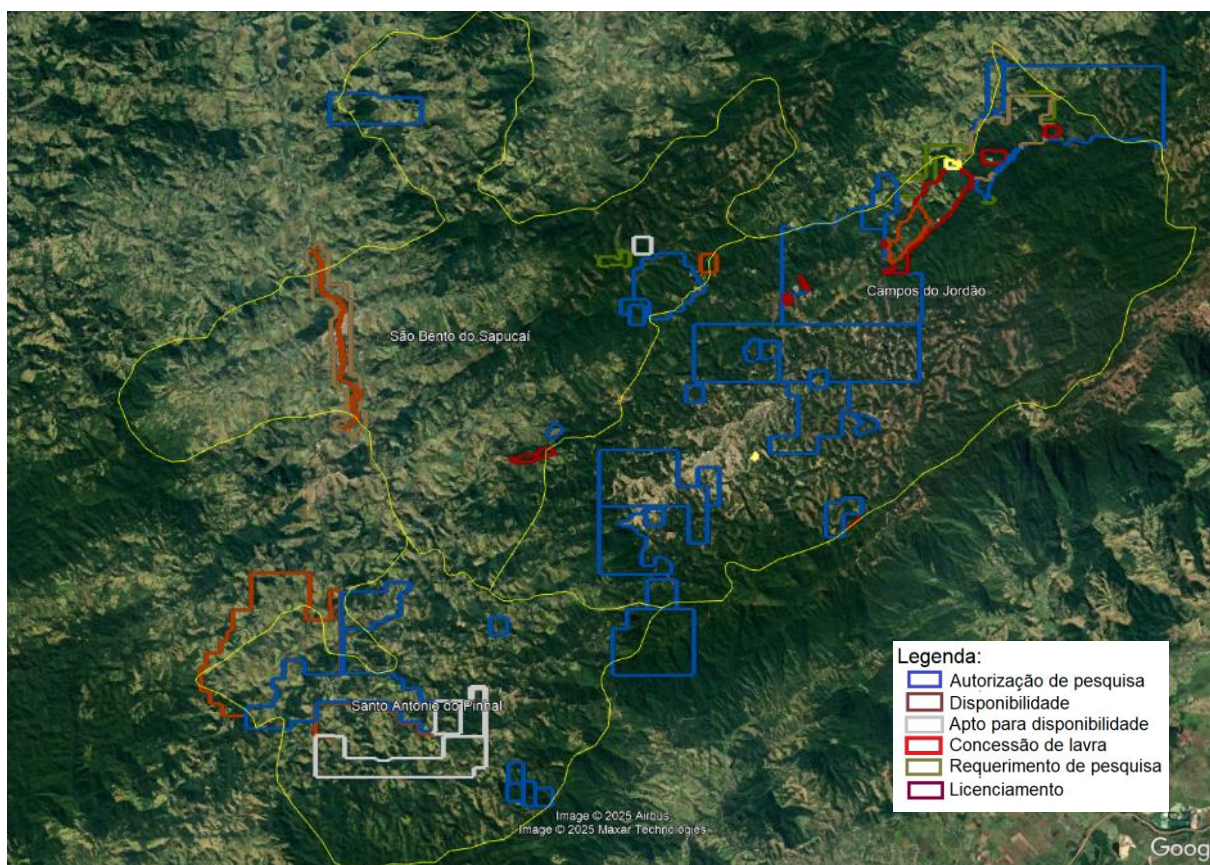 São Bento do Sapucaí
Campos do Jordão
Santo Antonio do Pinhal
Legenda:
Autorização de pesquisa
Disponibilidade
Apto para disponibilidade
Concessão de lavra
Requerimento de pesquisa
Licenciamento
Image © 2025 Airbus
Image © 2025 Maxar Technologies
Goog